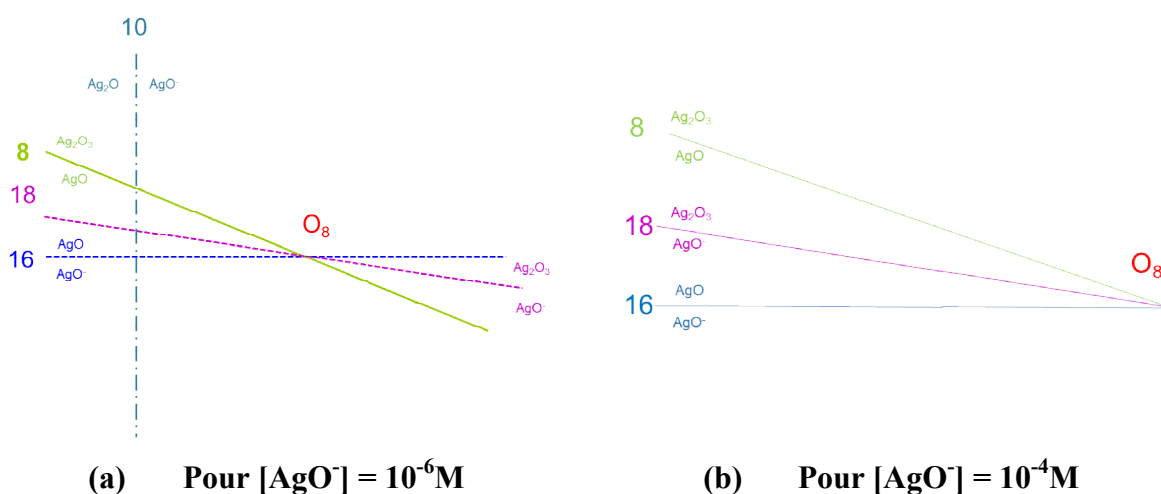 10
Ag₂O AgO⁻
8 Ag₂O₃
AgO
18
O₈
16 AgO
AgO⁻
Ag₂O₃
AgO⁻
8 Ag₂O₃
AgO
18 Ag₂O₃
AgO⁻
O₈
16 AgO
AgO⁻
(a) Pour [AgO⁻] = 10⁻⁶M
(b) Pour [AgO⁻] = 10⁻⁴M